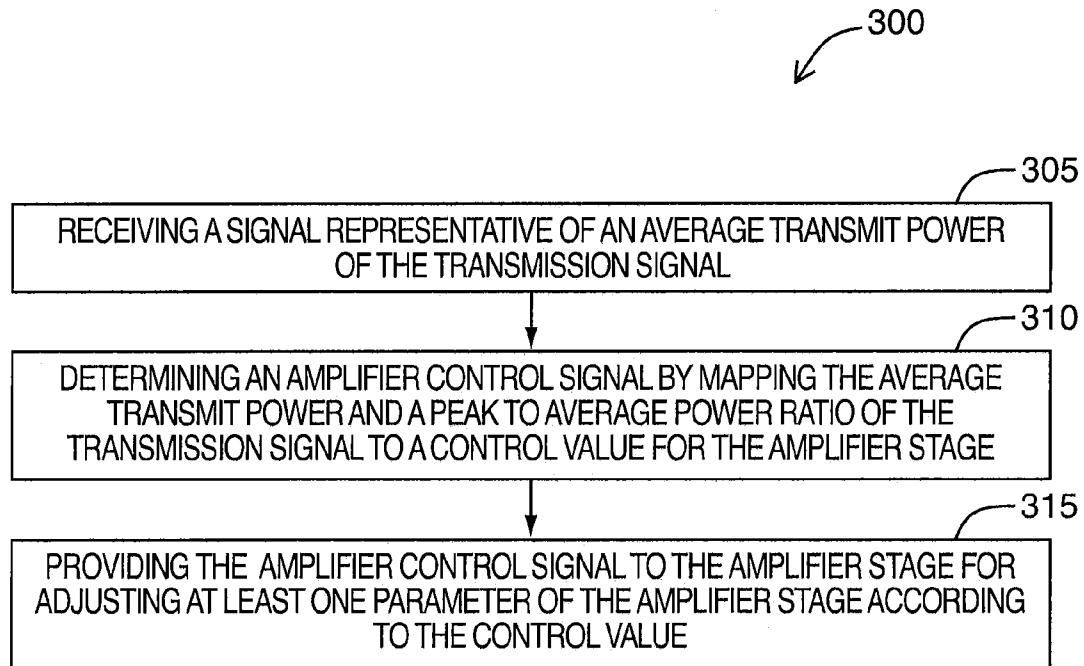 300
305
RECEIVING A SIGNAL REPRESENTATIVE OF AN AVERAGE TRANSMIT POWER
OF THE TRANSMISSION SIGNAL
310
DETERMINING AN AMPLIFIER CONTROL SIGNAL BY MAPPING THE AVERAGE
TRANSMIT POWER AND A PEAK TO AVERAGE POWER RATIO OF THE
TRANSMISSION SIGNAL TO A CONTROL VALUE FOR THE AMPLIFIER STAGE
315
PROVIDING THE AMPLIFIER CONTROL SIGNAL TO THE AMPLIFIER STAGE FOR
ADJUSTING AT LEAST ONE PARAMETER OF THE AMPLIFIER STAGE ACCORDING
TO THE CONTROL VALUE